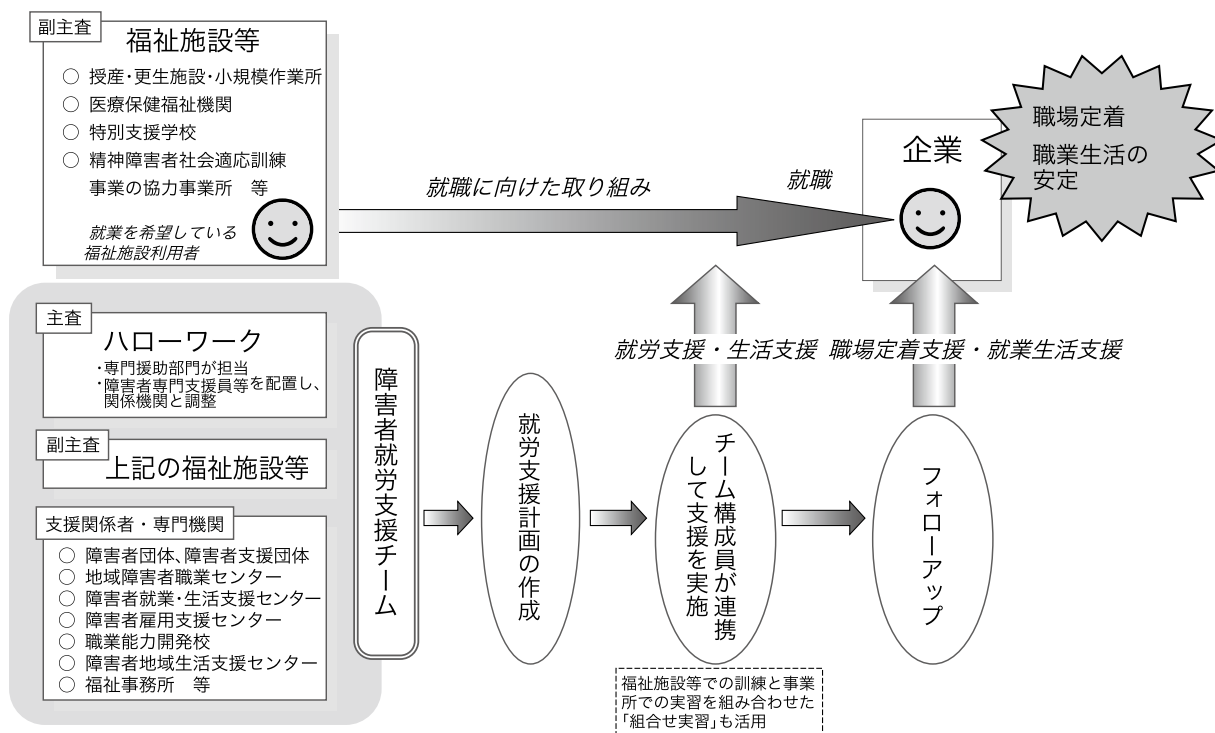 副主査
福祉施設等
○ 授産・更生施設・小規模作業所
○ 医療保健福祉機関
○ 特別支援学校
○ 精神障害者社会適応訓練
事業の協力事業所　等
就業を希望している
福祉施設利用者
就職に向けた取り組み
就職
企業
職場定着
職業生活の
安定
主査
ハローワーク
・専門援助部門が担当
・障害者専門支援員等を配置し、
関係機関と調整
副主査
上記の福祉施設等
支援関係者・専門機関
○ 障害者団体、障害者支援団体
○ 地域障害者職業センター
○ 障害者就業・生活支援センター
○ 障害者雇用支援センター
○ 職業能力開発校
○ 障害者地域生活支援センター
○ 福祉事務所　等
障害者就労支援チーム
就労支援計画の作成
就労支援・生活支援
チーム構成員が連携
して支援を実施
職場定着支援・就業生活支援
フォローアップ
福祉施設等での訓練と事業
所での実習を組み合わせた
「組合せ実習」も活用